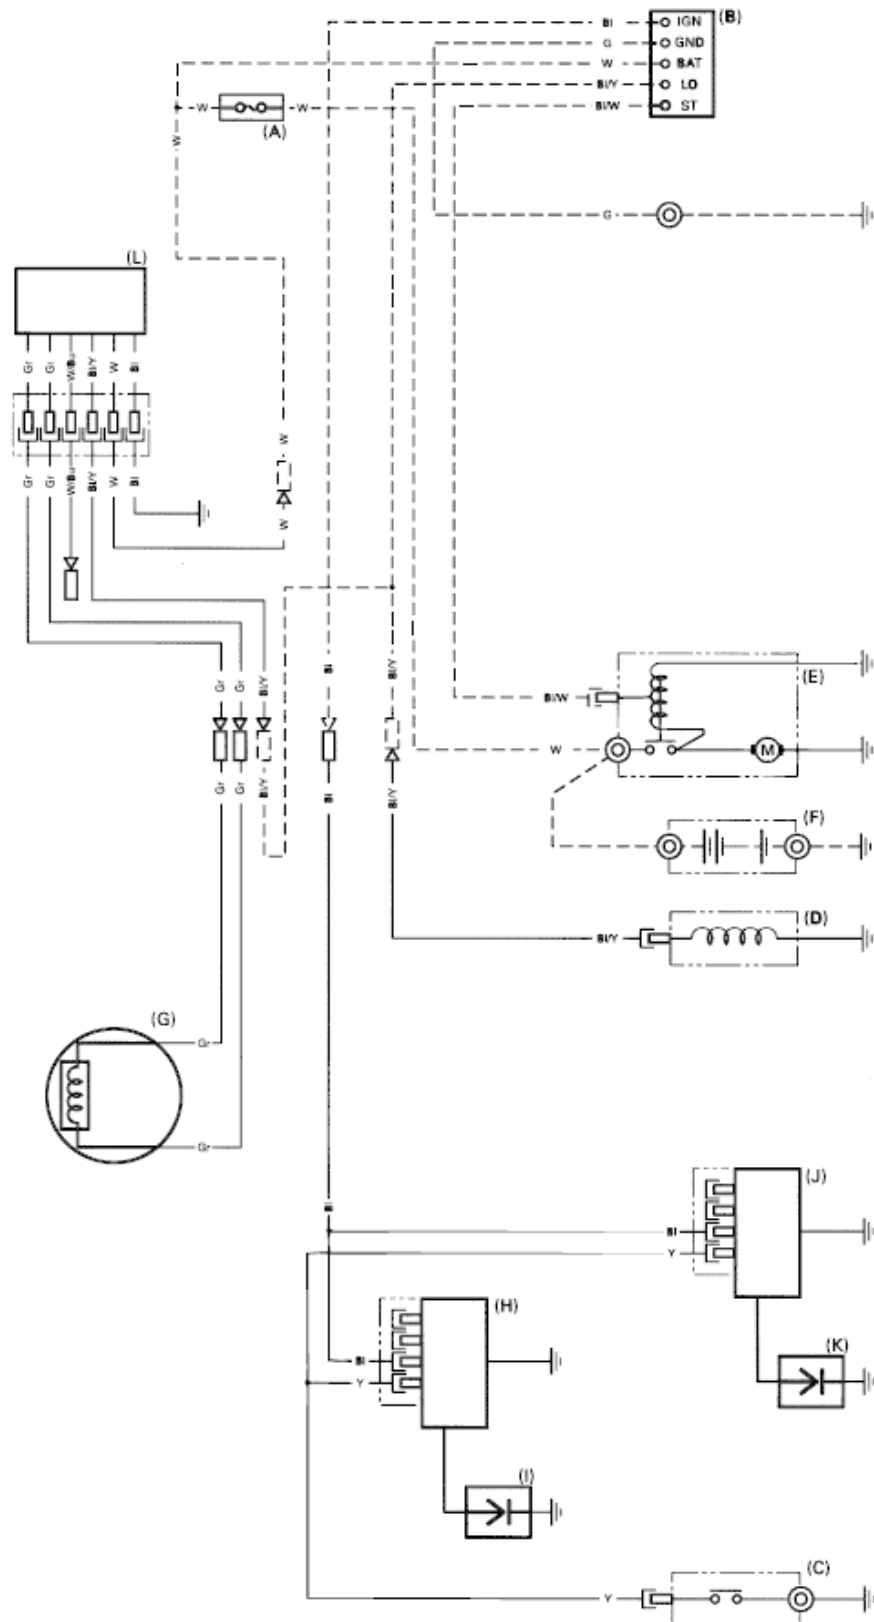 Bl IGN (B)
G GND
W BAT
Bl/Y LO
Bl/W ST
W W
(A)
W
G
(L)
Gr Gr W/Bu Bl/Y W Bl
W
Gr Gr W/Bu Bl/Y W Bl
W
Gr Gr Bl/Y Bl Bl/Y
(E)
Bl/W
W M
Gr Gr Bl/Y Bl Bl/Y
(F)
(D)
Bl/Y
(G)
Gr
Gr
(J)
Bl
Bl
Y
(H)
(K)
Bl
Y
(I)
(C)
Y